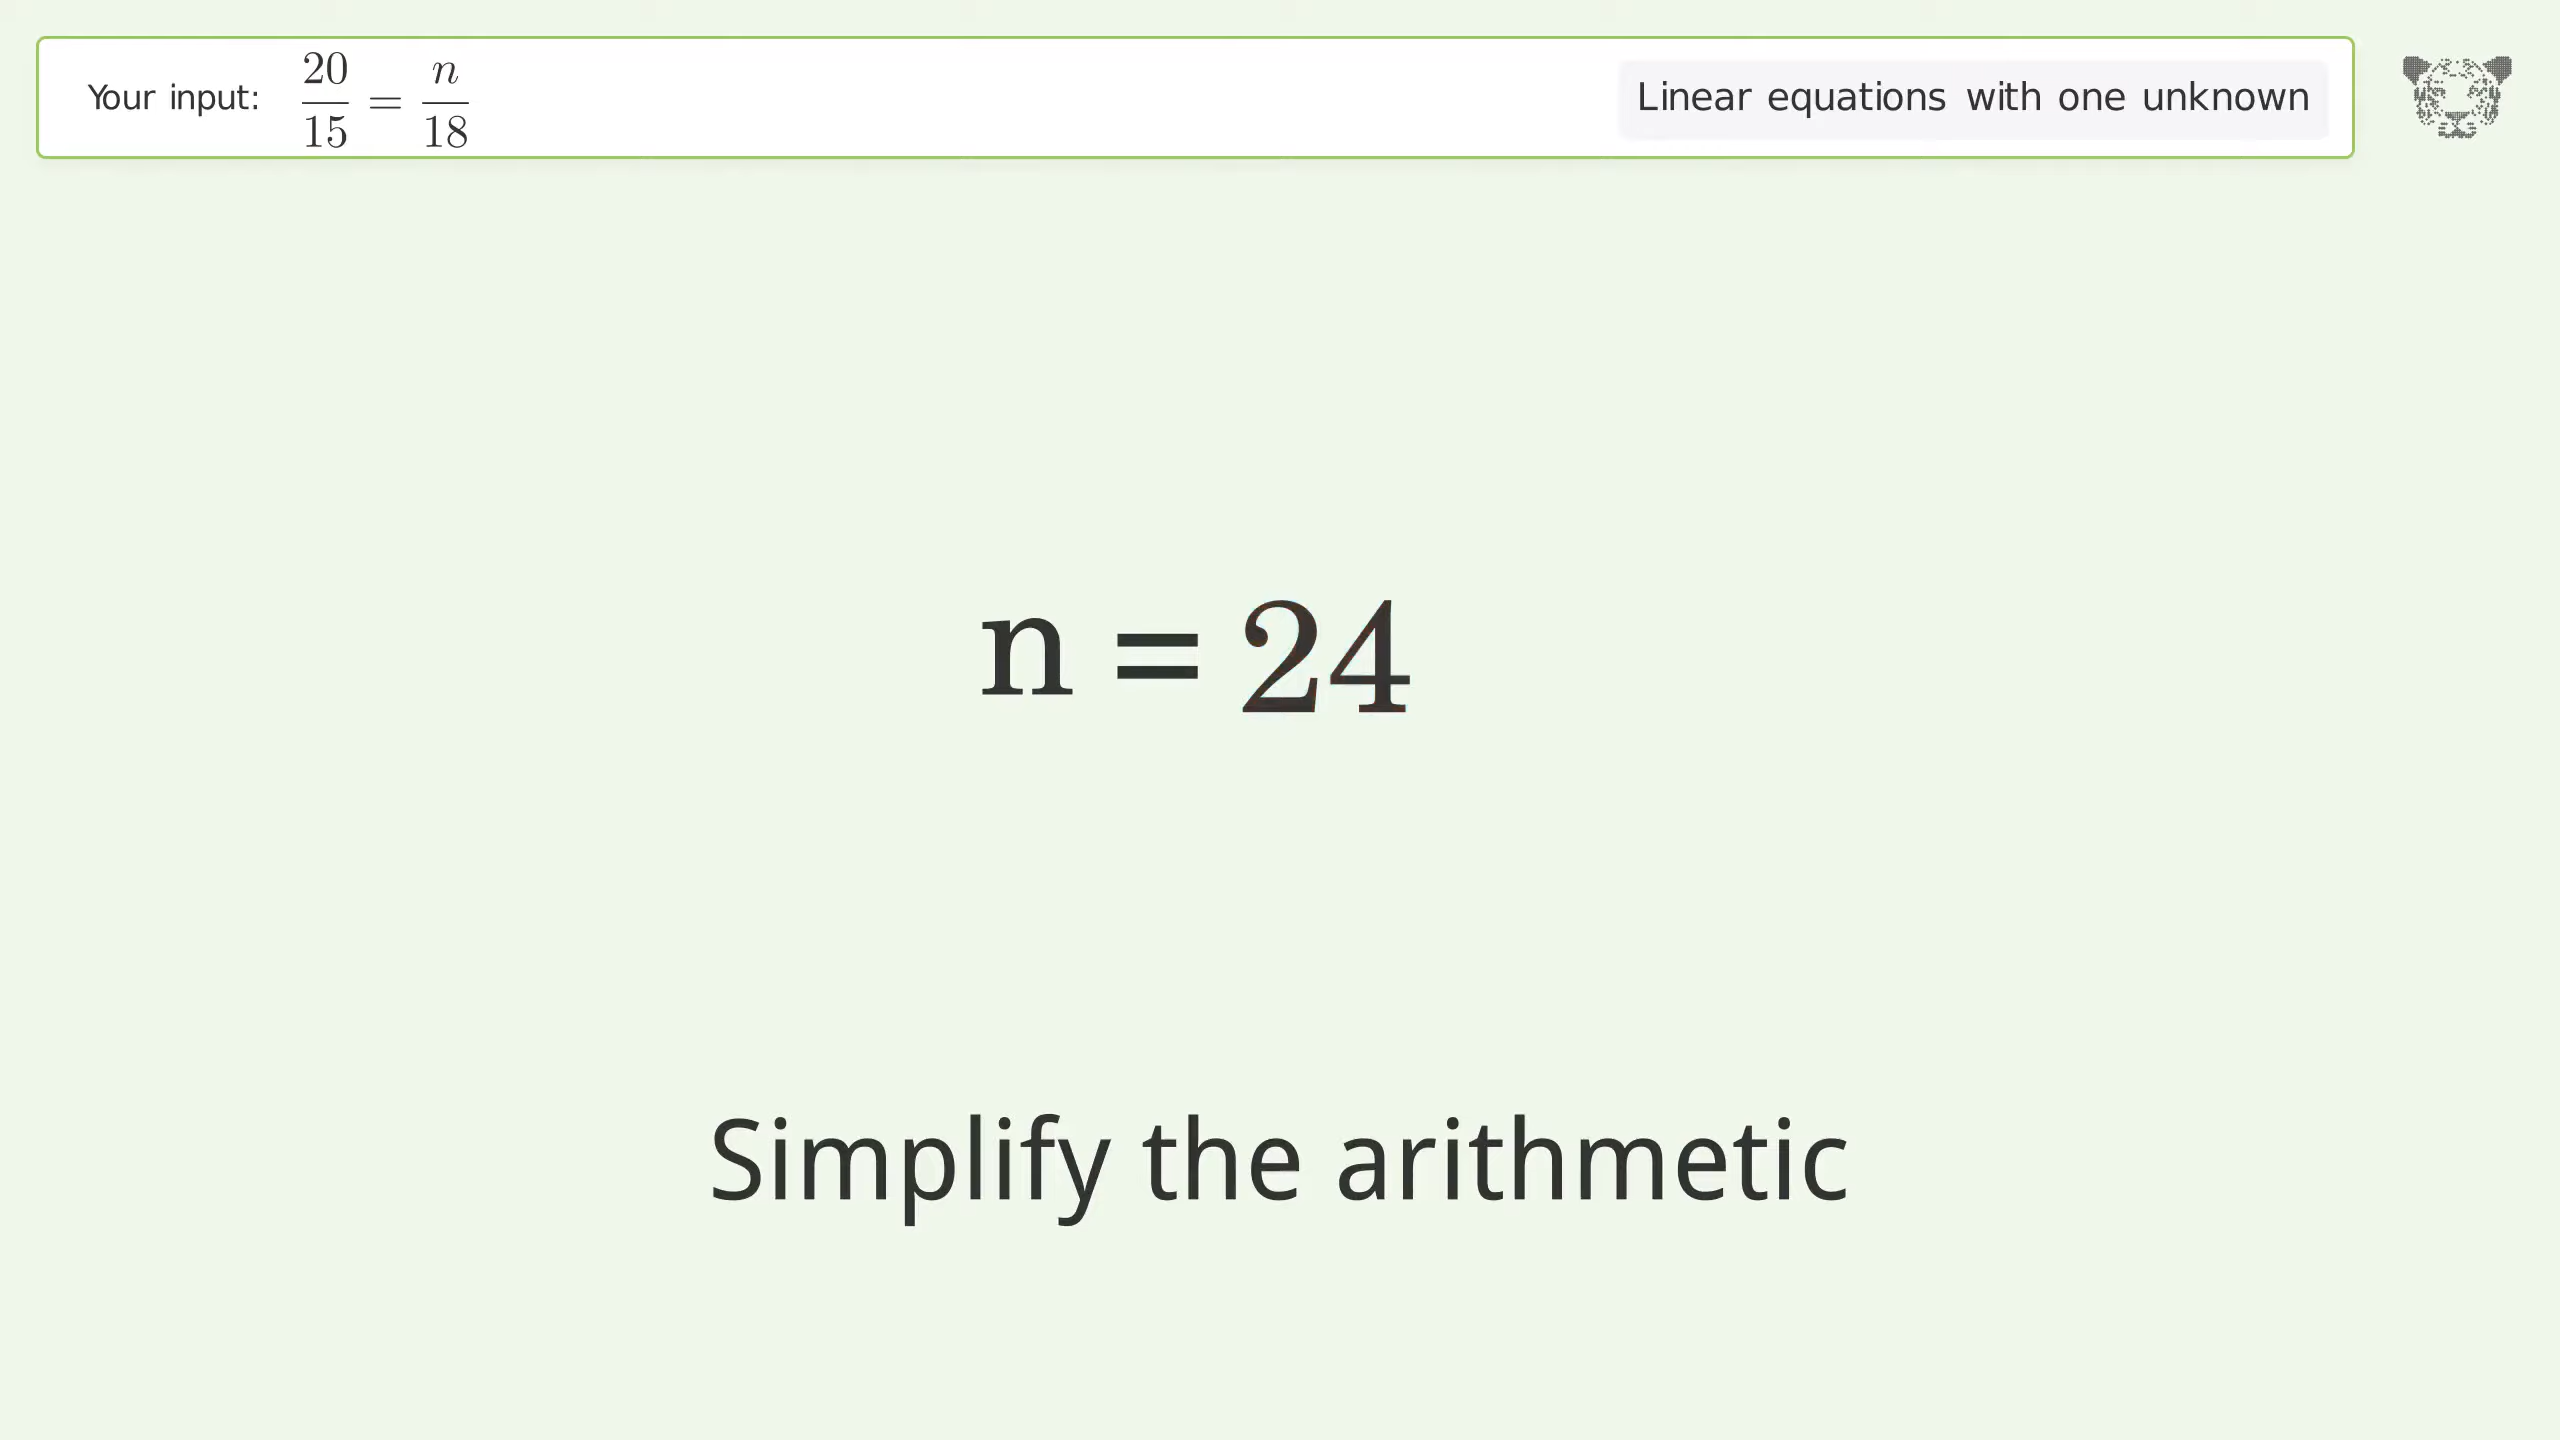 Your input: 20/15 = n/18
Linear equations with one unknown
n = 24
Simplify the arithmetic